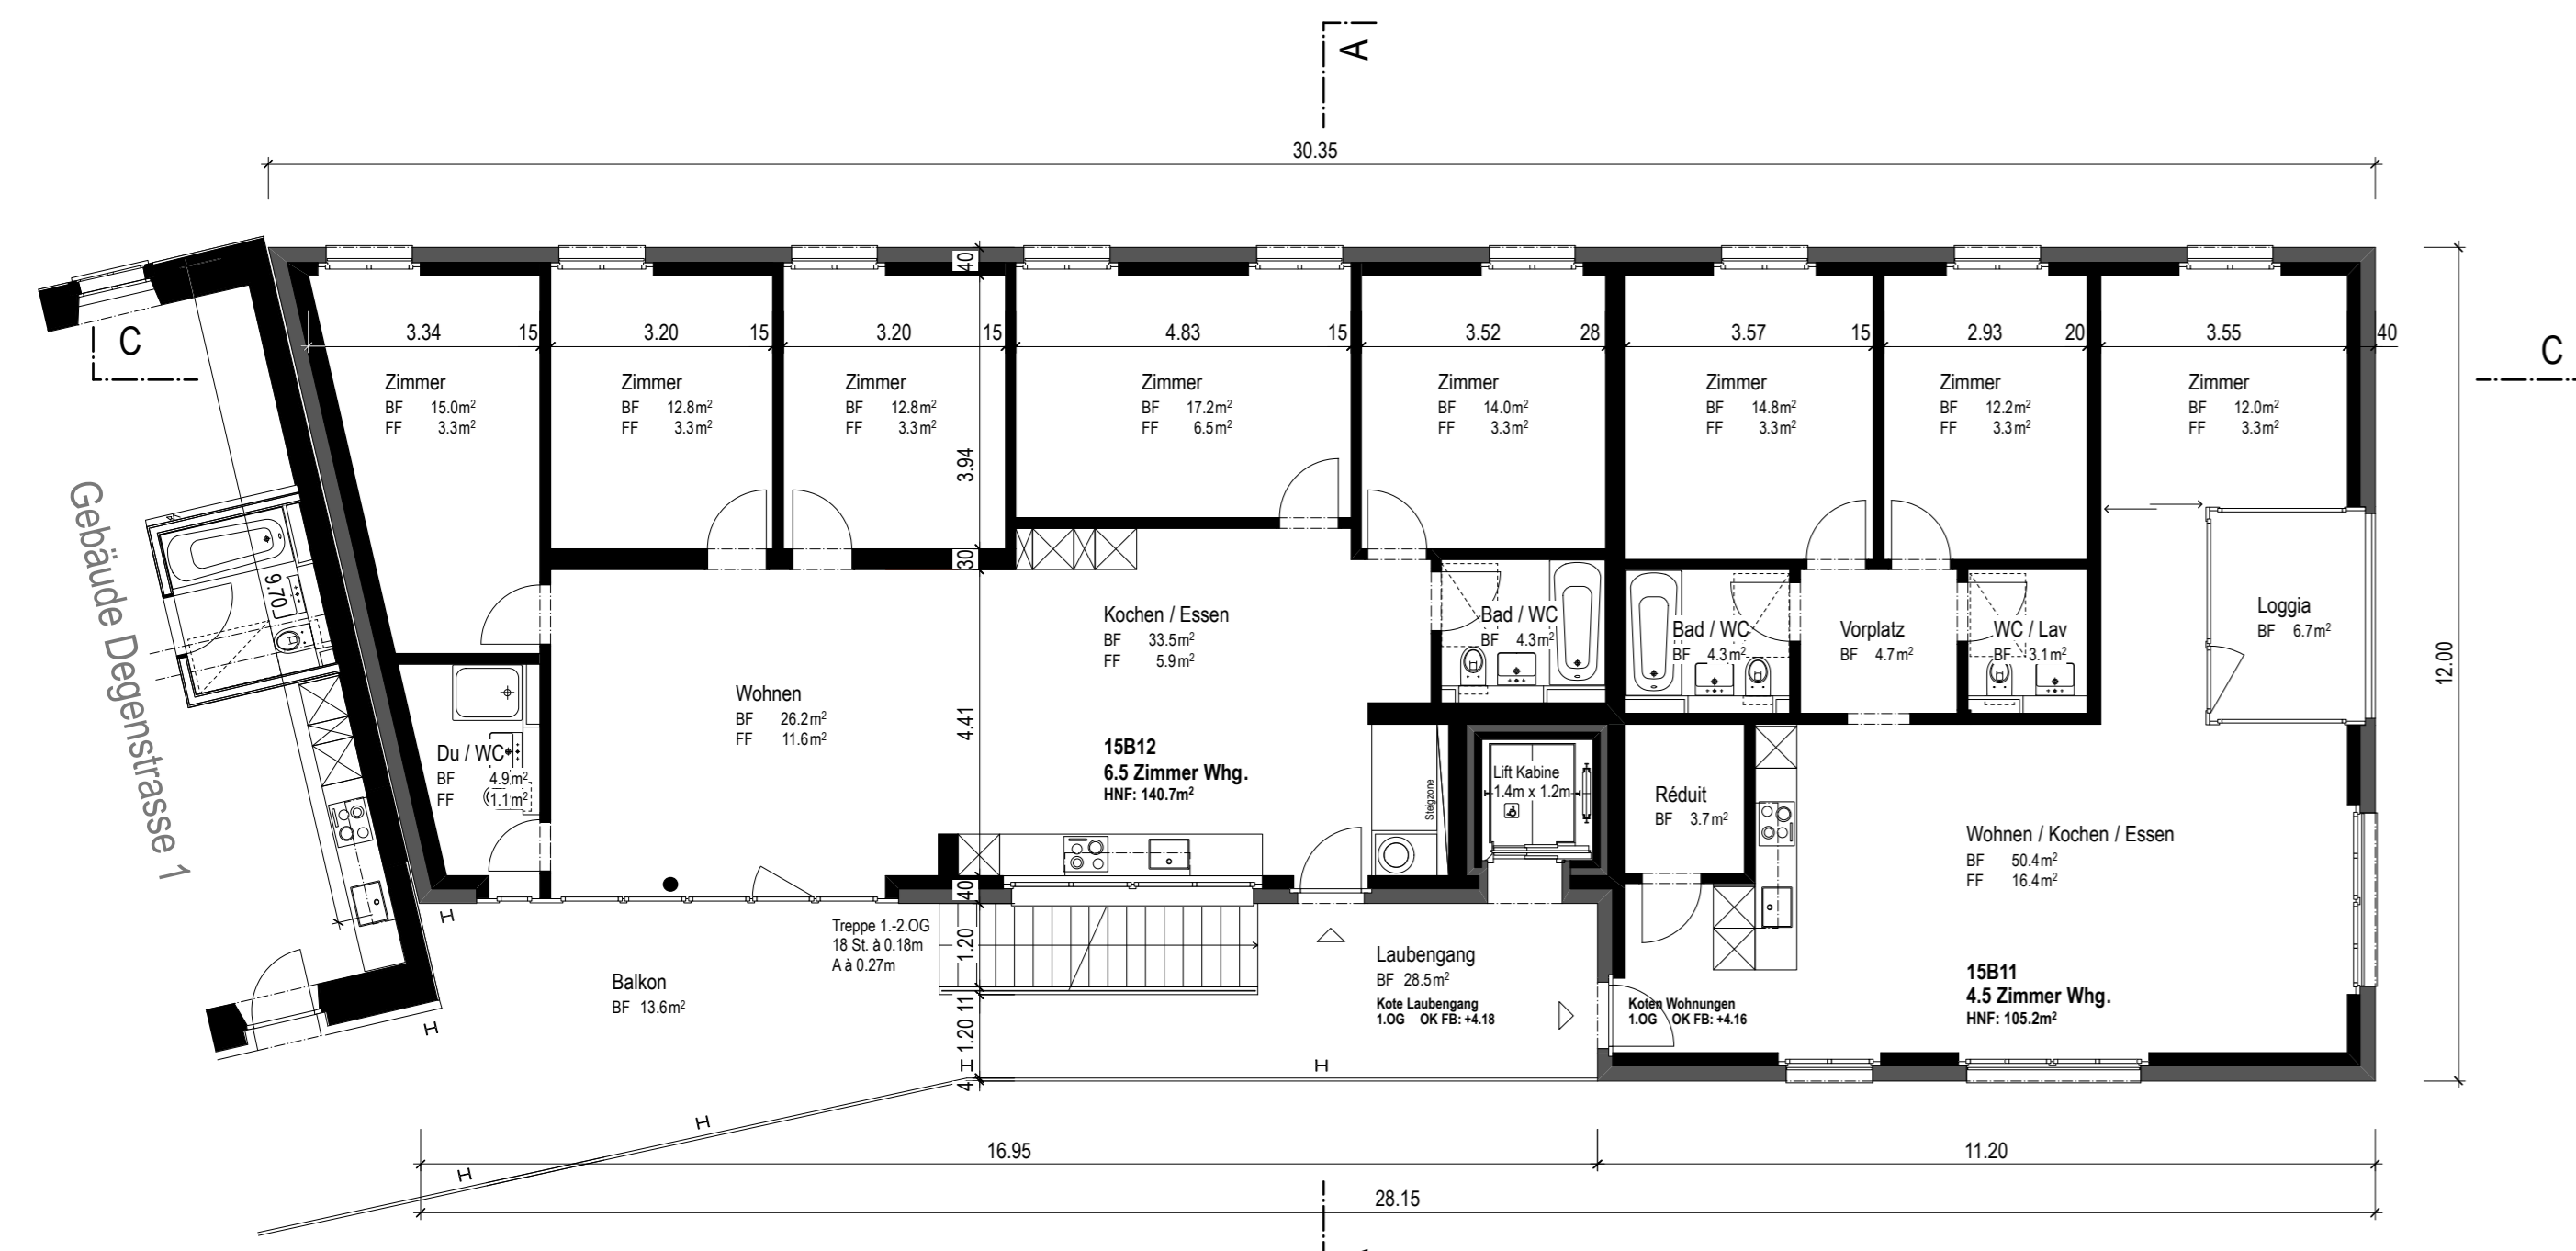 A
30.35
C
C
40
3.34
15
3.20
15
3.20
15
4.83
15
3.52
28
3.57
15
2.93
20
3.55
40
Zimmer
BF 15.0m²
FF 3.3m²
Zimmer
BF 12.8m²
FF 3.3m²
Zimmer
BF 12.8m²
FF 3.3m²
Zimmer
BF 17.2m²
FF 6.5m²
Zimmer
BF 14.0m²
FF 3.3m²
Zimmer
BF 14.8m²
FF 3.3m²
Zimmer
BF 12.2m²
FF 3.3m²
Zimmer
BF 12.0m²
FF 3.3m²
3.94
30
4.41
40
1.20
11
1.20
4
12.00
Gebäude Degenstrasse 1
9.70
Kochen / Essen
BF 33.5m²
FF 5.9m²
Bad / WC
BF 4.3m²
Bad / WC
BF 4.3m²
Vorplatz
BF 4.7m²
WC / Lav
BF 3.1m²
Loggia
BF 6.7m²
Wohnen
BF 26.2m²
FF 11.6m²
Du / WC
BF 4.9m²
FF 1.1m²
15B12
6.5 Zimmer Whg.
HNF: 140.7m²
Steigzone
Lift Kabine
1.4m x 1.2m
Réduit
BF 3.7m²
Wohnen / Kochen / Essen
BF 50.4m²
FF 16.4m²
Treppe 1.-2.OG
18 St. à 0.18m
A à 0.27m
Balkon
BF 13.6m²
Laubengang
BF 28.5m²
Kote Laubengang
1.OG OK FB: +4.18
Koten Wohnungen
1.OG OK FB: +4.16
15B11
4.5 Zimmer Whg.
HNF: 105.2m²
16.95
11.20
28.15